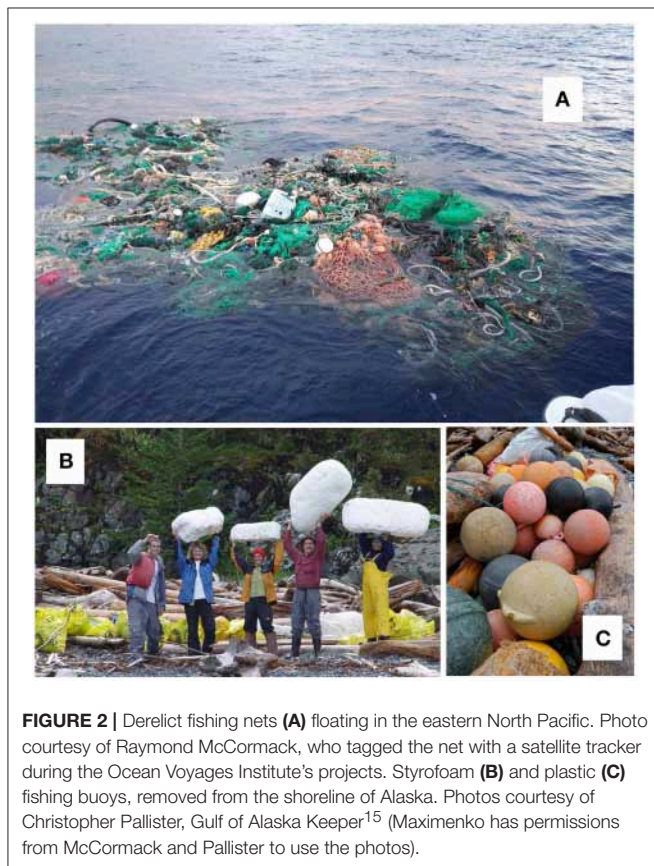 A
B
C
FIGURE 2 | Derelict fishing nets (A) floating in the eastern North Pacific. Photo
courtesy of Raymond McCormack, who tagged the net with a satellite tracker
during the Ocean Voyages Institute's projects. Styrofoam (B) and plastic (C)
fishing buoys, removed from the shoreline of Alaska. Photos courtesy of
Christopher Pallister, Gulf of Alaska Keeper15 (Maximenko has permissions
from McCormack and Pallister to use the photos).